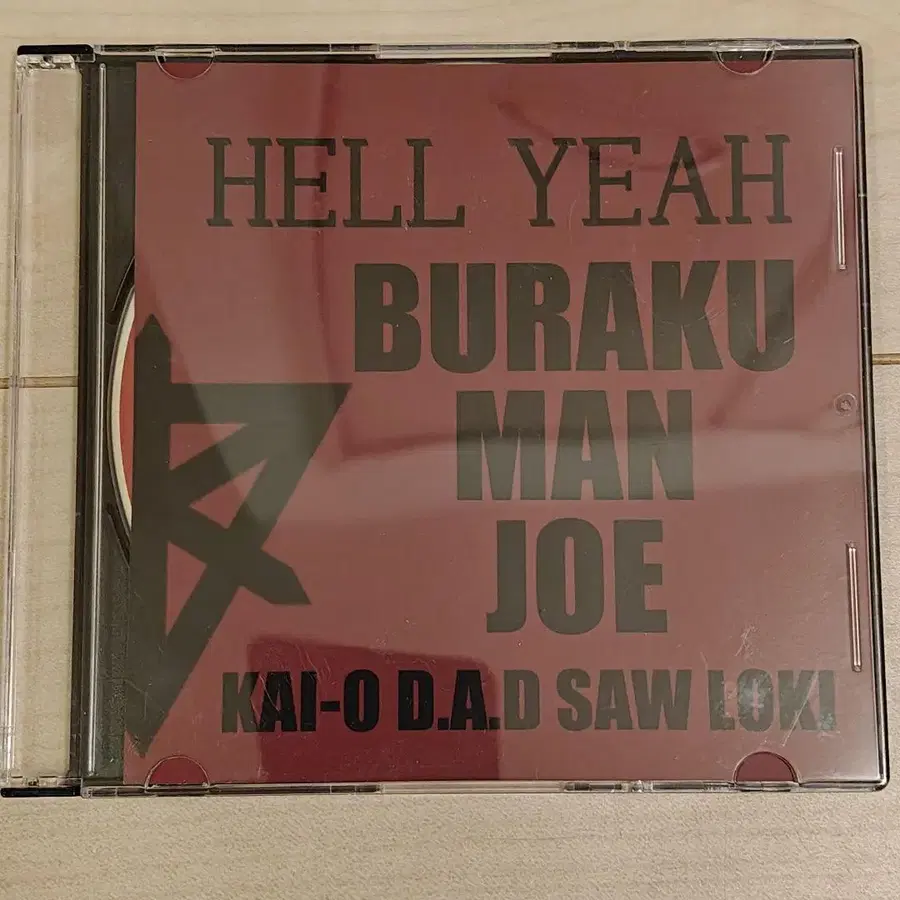 HELL YEAH
BURAKU
MAN
JOE
KAI-O D.A.D SAW LOKI